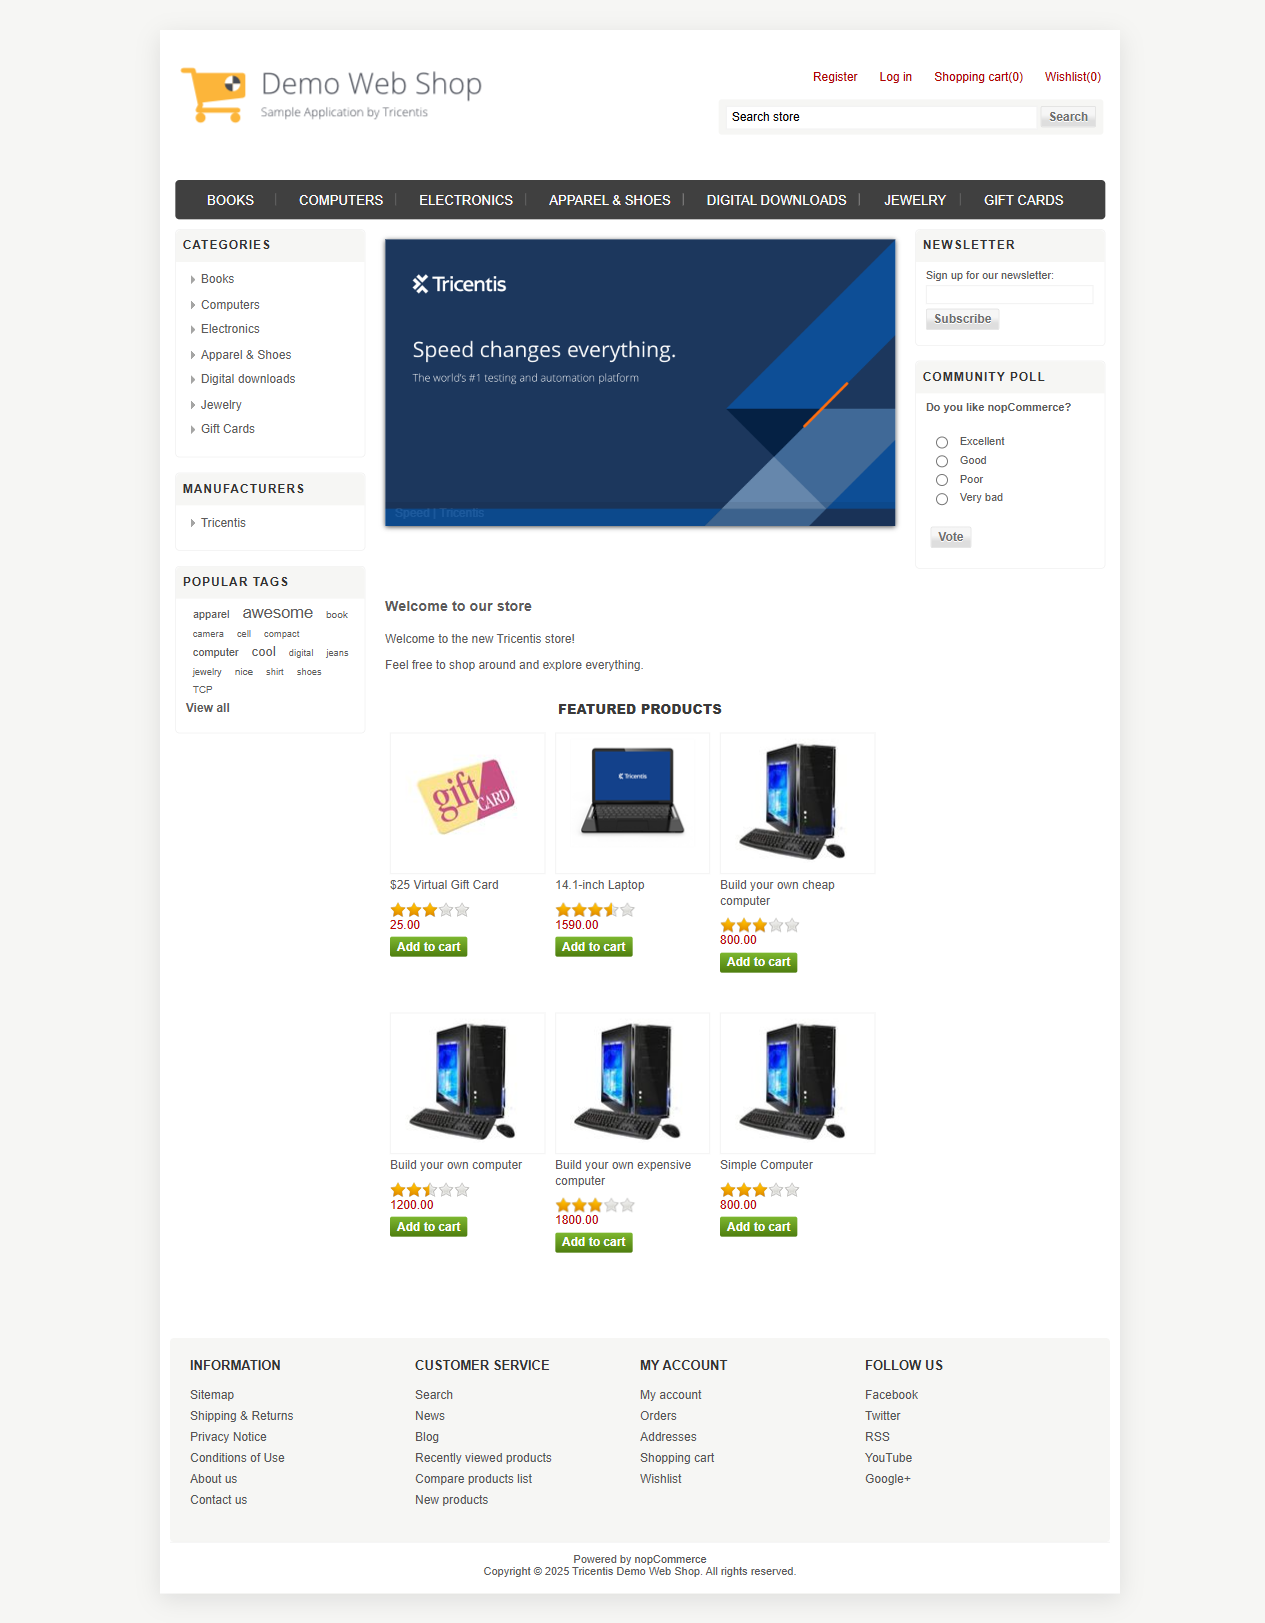 Demo Web Shop
Sample Application by Tricentis
Register
Log in
Shopping cart(0)
Wishlist(0)
Search store
Search
BOOKS
COMPUTERS
ELECTRONICS
APPAREL & SHOES
DIGITAL DOWNLOADS
JEWELRY
GIFT CARDS
CATEGORIES
Books
Computers
Electronics
Apparel & Shoes
Digital downloads
Jewelry
Gift Cards
MANUFACTURERS
Tricentis
POPULAR TAGS
apparel awesome book
camera cell compact
computer cool digital jeans
jewelry nice shirt shoes
TCP
View all
Tricentis
Speed changes everything.
The world's #1 testing and automation platform
Speed | Tricentis
Welcome to our store
Welcome to the new Tricentis store!
Feel free to shop around and explore everything.
FEATURED PRODUCTS
gift
CARD
$25 Virtual Gift Card
25.00
Add to cart
Tricentis
14.1-inch Laptop
1590.00
Add to cart
Build your own cheap
computer
800.00
Add to cart
Build your own computer
1200.00
Add to cart
Build your own expensive
computer
1800.00
Add to cart
Simple Computer
800.00
Add to cart
NEWSLETTER
Sign up for our newsletter:
Subscribe
COMMUNITY POLL
Do you like nopCommerce?
Excellent
Good
Poor
Very bad
Vote
INFORMATION
Sitemap
Shipping & Returns
Privacy Notice
Conditions of Use
About us
Contact us
CUSTOMER SERVICE
Search
News
Blog
Recently viewed products
Compare products list
New products
MY ACCOUNT
My account
Orders
Addresses
Shopping cart
Wishlist
FOLLOW US
Facebook
Twitter
RSS
YouTube
Google+
Powered by nopCommerce
Copyright © 2025 Tricentis Demo Web Shop. All rights reserved.